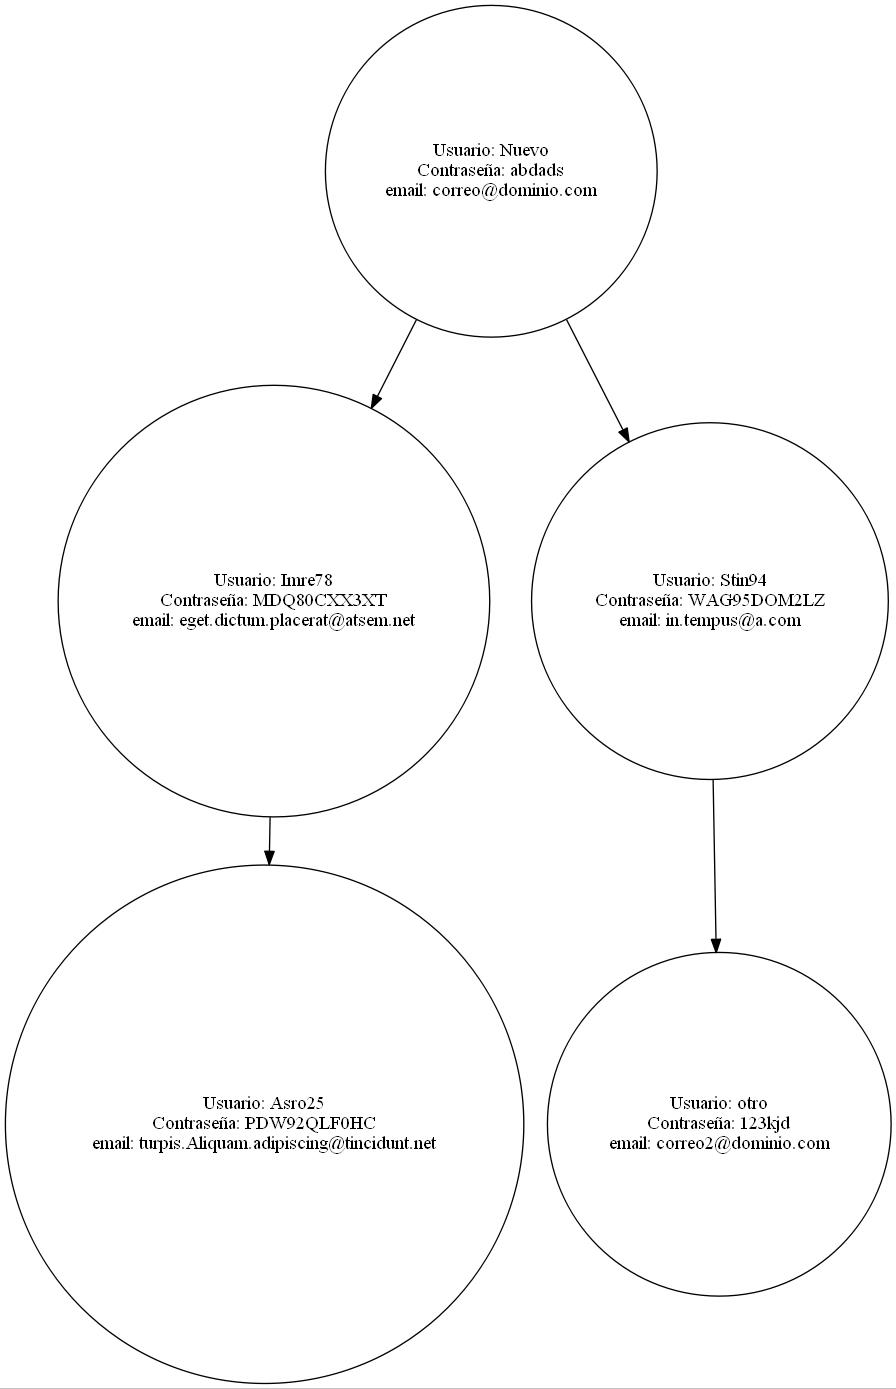 Usuario: Nuevo
Contraseña: abdads
email: correo@dominio.com
Usuario: Imre78
Contraseña: MDQ80CXX3XT
email: eget.dictum.placerat@atsem.net
Usuario: Stin94
Contraseña: WAG95DOM2LZ
email: in.tempus@a.com
Usuario: Asro25
Contraseña: PDW92QLF0HC
email: turpis.Aliquam.adipiscing@tincidunt.net
Usuario: otro
Contraseña: 123kjd
email: correo2@dominio.com